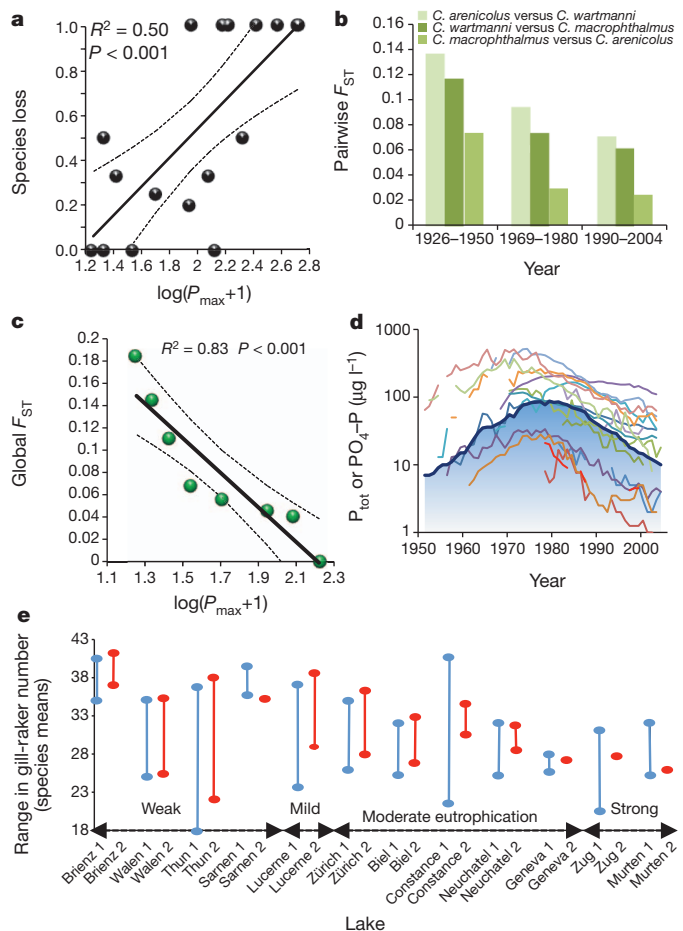 a
R² = 0.50
P < 0.001
Species loss
1.0
0.8
0.6
0.4
0.2
0.0
1.2 1.4 1.6 1.8 2 2.2 2.4 2.6 2.8
log(Pmax+1)
b
C. arenicolus versus C. wartmanni
C. wartmanni versus C. macrophthalmus
C. macrophthalmus versus C. arenicolus
Pairwise FST
0.16
0.14
0.12
0.1
0.08
0.06
0.04
0.02
0
1926–1950 1969–1980 1990–2004
Year
c
R² = 0.83 P < 0.001
Global FST
0.2
0.18
0.16
0.14
0.12
0.1
0.08
0.06
0.04
0.02
0
1.1 1.3 1.5 1.7 1.9 2.1 2.3
log(Pmax+1)
d
Ptot or PO4–P (µg l−1)
1000
100
10
1
1950 1960 1970 1980 1990 2000
Year
e
Range in gill-raker number
(species means)
43
38
33
28
23
18
Weak Mild Moderate eutrophication Strong
Brienz 1 Brienz 2 Walen 1 Walen 2 Thun 1 Thun 2 Sarnen 1 Sarnen 2 Lucerne 1 Lucerne 2 Zürich 1 Zürich 2 Biel 1 Biel 2 Constance 1 Constance 2 Neuchatel 1 Neuchatel 2 Geneva 1 Geneva 2 Zug 1 Zug 2 Murten 1 Murten 2
Lake